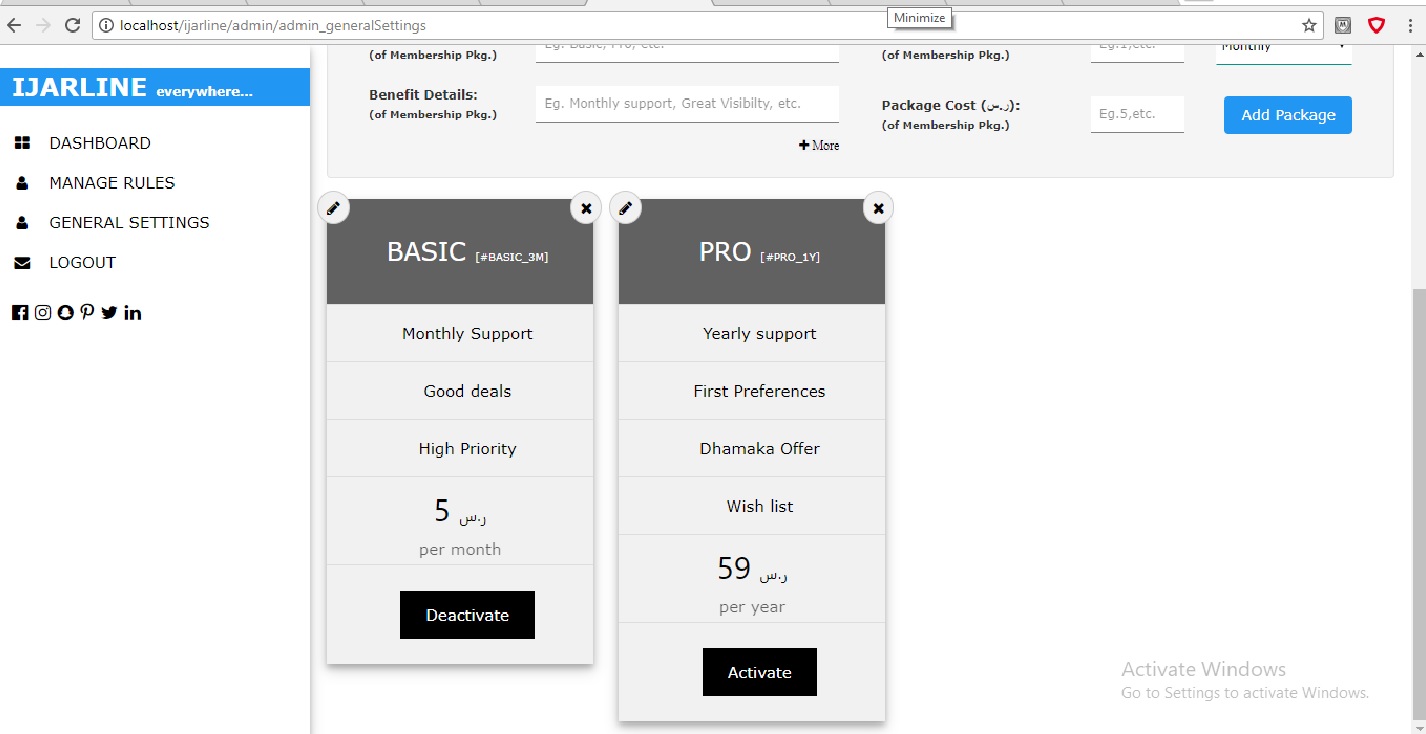 Minimize
localhost/ijarline/admin/admin_generalSettings
IJARLINE everywhere...
DASHBOARD
MANAGE RULES
GENERAL SETTINGS
LOGOUT
Eg. Basic, Pro, etc.
(of Membership Pkg.)
Eg.1,etc.
Monthly
(of Membership Pkg.)
Benefit Details:
(of Membership Pkg.)
Eg. Monthly support, Great Visibilty, etc.
More
Package Cost (ر.س):
(of Membership Pkg.)
Eg.5,etc.
Add Package
BASIC [#BASIC_3M]
Monthly Support
Good deals
High Priority
5 ر.س
per month
Deactivate
PRO [#PRO_1Y]
Yearly support
First Preferences
Dhamaka Offer
Wish list
59 ر.س
per year
Activate
Activate Windows
Go to Settings to activate Windows.